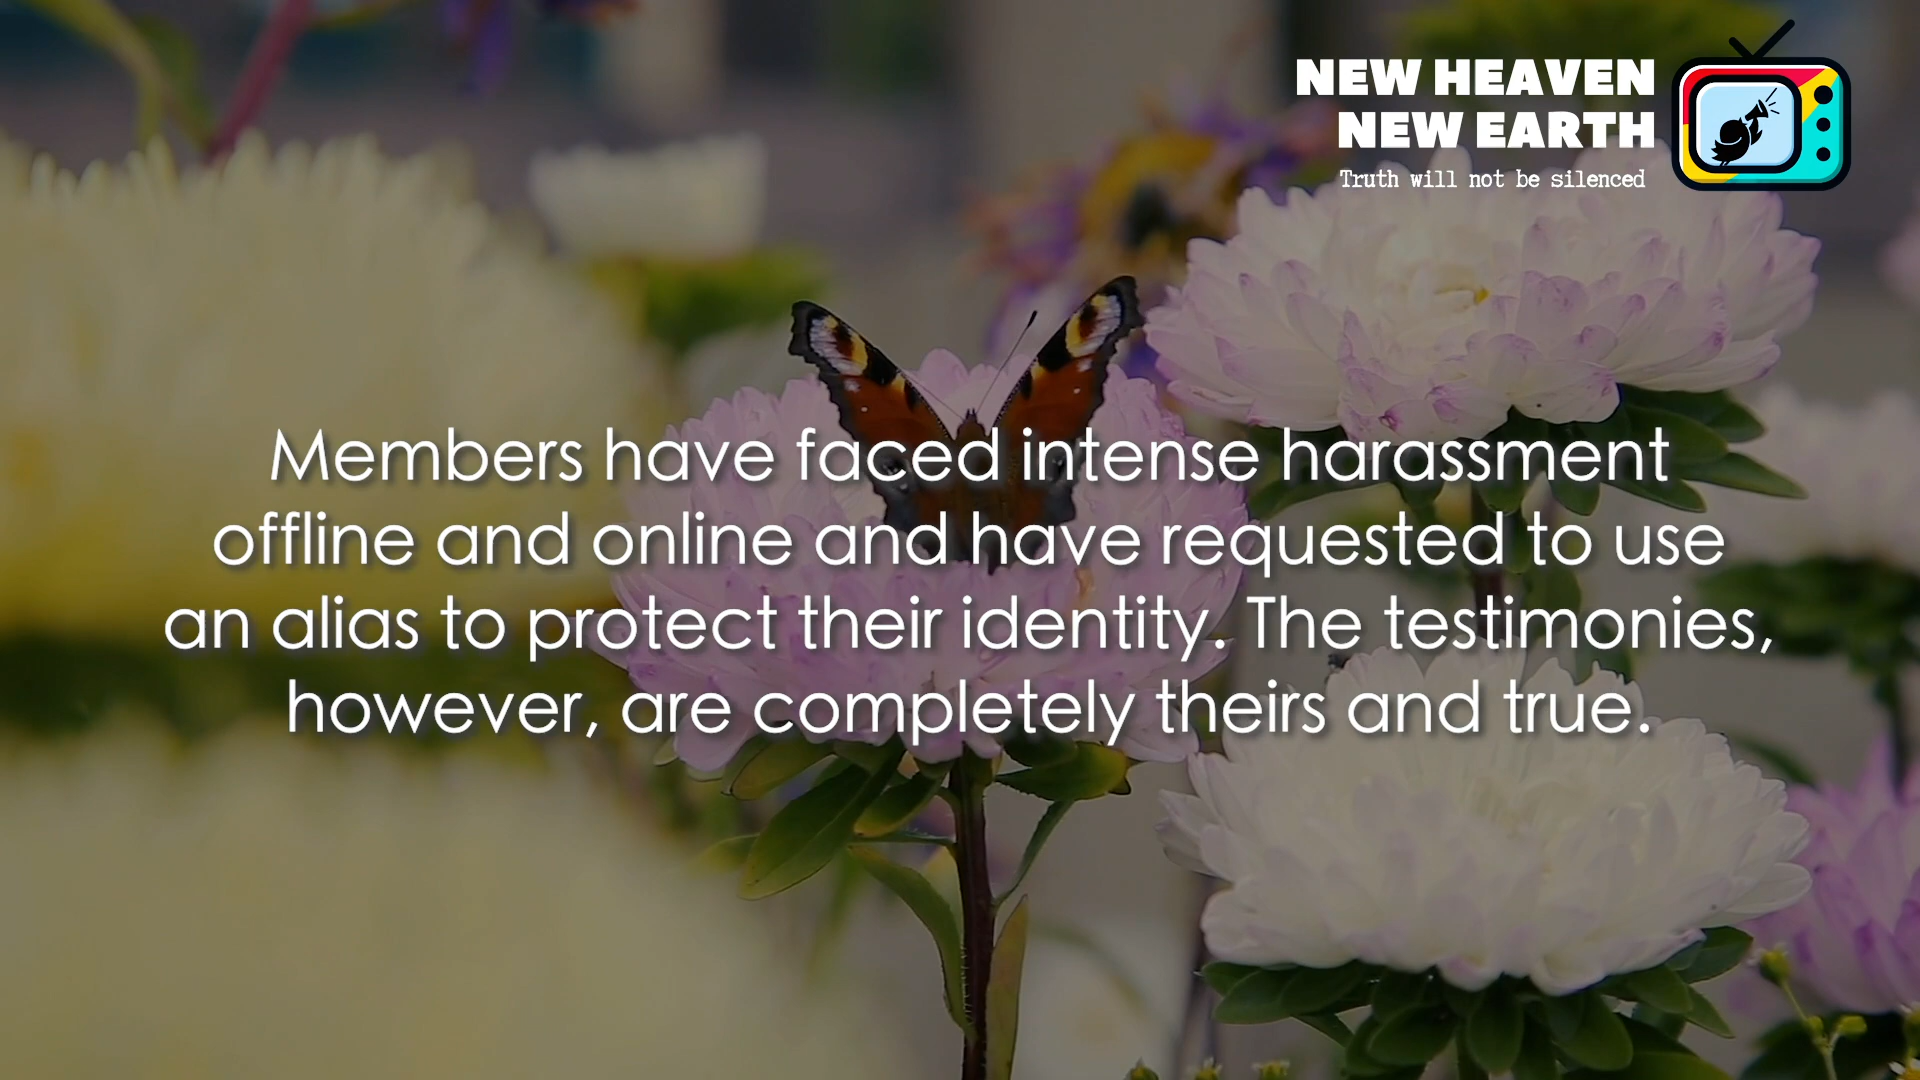 NEW HEAVEN
NEW EARTH
Truth will not be silenced
Members have faced intense harassment
offline and online and have requested to use
an alias to protect their identity. The testimonies,
however, are completely theirs and true.